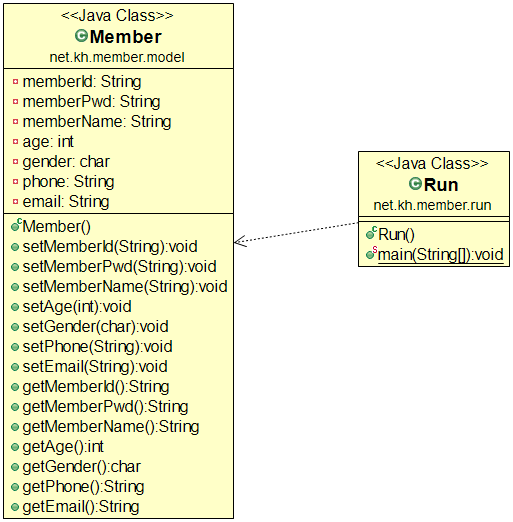 <<Java Class>>
Member
net.kh.member.model
memberId: String
memberPwd: String
memberName: String
age: int
gender: char
phone: String
email: String
Member()
setMemberId(String):void
setMemberPwd(String):void
setMemberName(String):void
setAge(int):void
setGender(char):void
setPhone(String):void
setEmail(String):void
getMemberId():String
getMemberPwd():String
getMemberName():String
getAge():int
getGender():char
getPhone():String
getEmail():String
<<Java Class>>
Run
net.kh.member.run
Run()
main(String[]):void